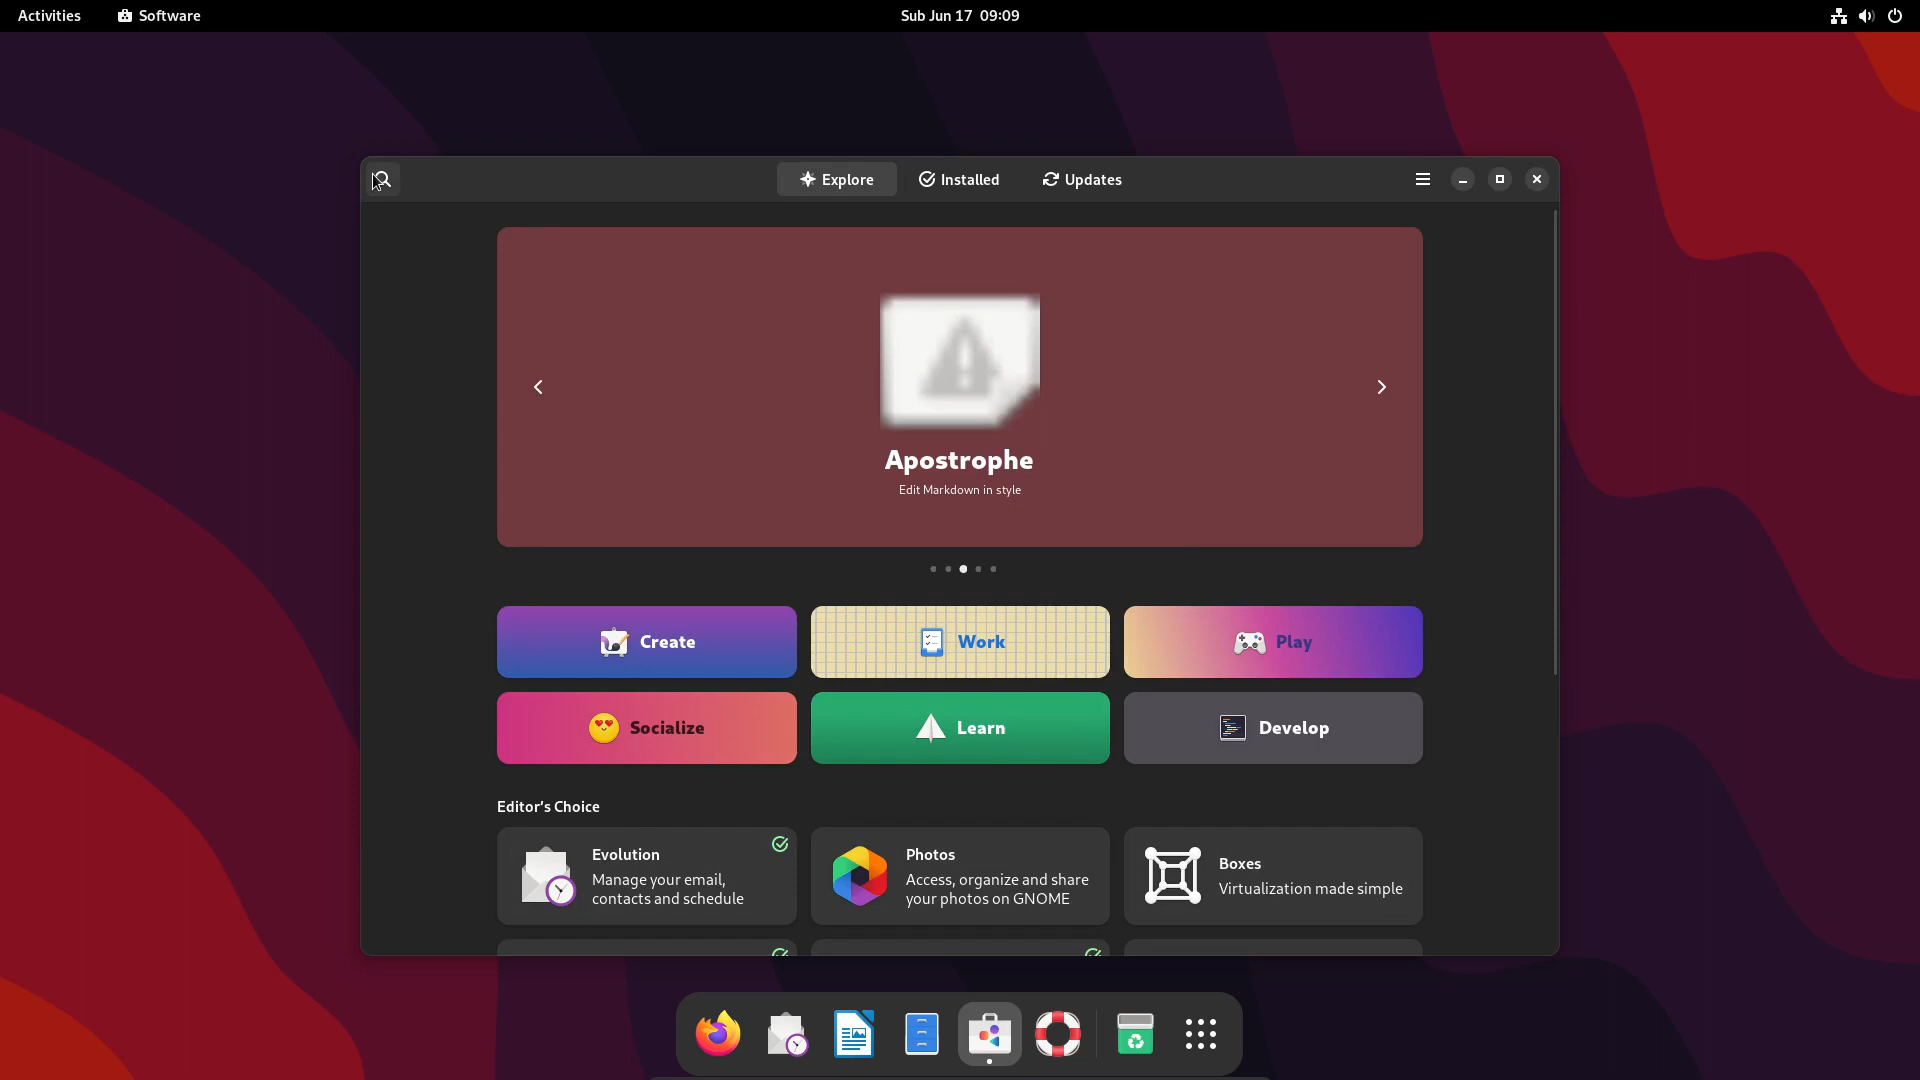 Activities
Software
Sub Jun 17 09:09
Explore
Installed
Updates
Apostrophe
Edit Markdown in style
Create
Work
Play
Socialize
Learn
Develop
Editor's Choice
Evolution
Manage your email,
contacts and schedule
Photos
Access, organize and share
your photos on GNOME
Boxes
Virtualization made simple